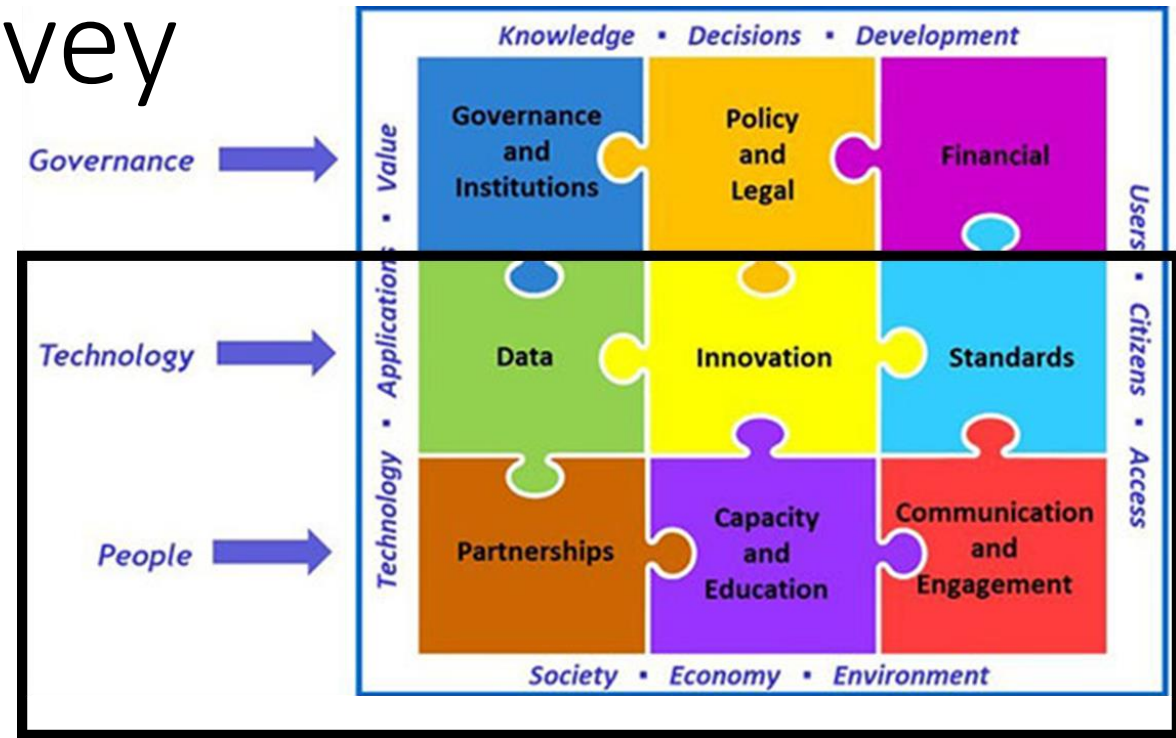 vey
Knowledge ▪ Decisions ▪ Development
Governance
Technology
People
Technology ▪ Applications ▪ Value
Governance
and
Institutions
Policy
and
Legal
Financial
Data
Innovation
Standards
Partnerships
Capacity
and
Education
Communication
and
Engagement
Users ▪ Citizens ▪ Access
Society ▪ Economy ▪ Environment